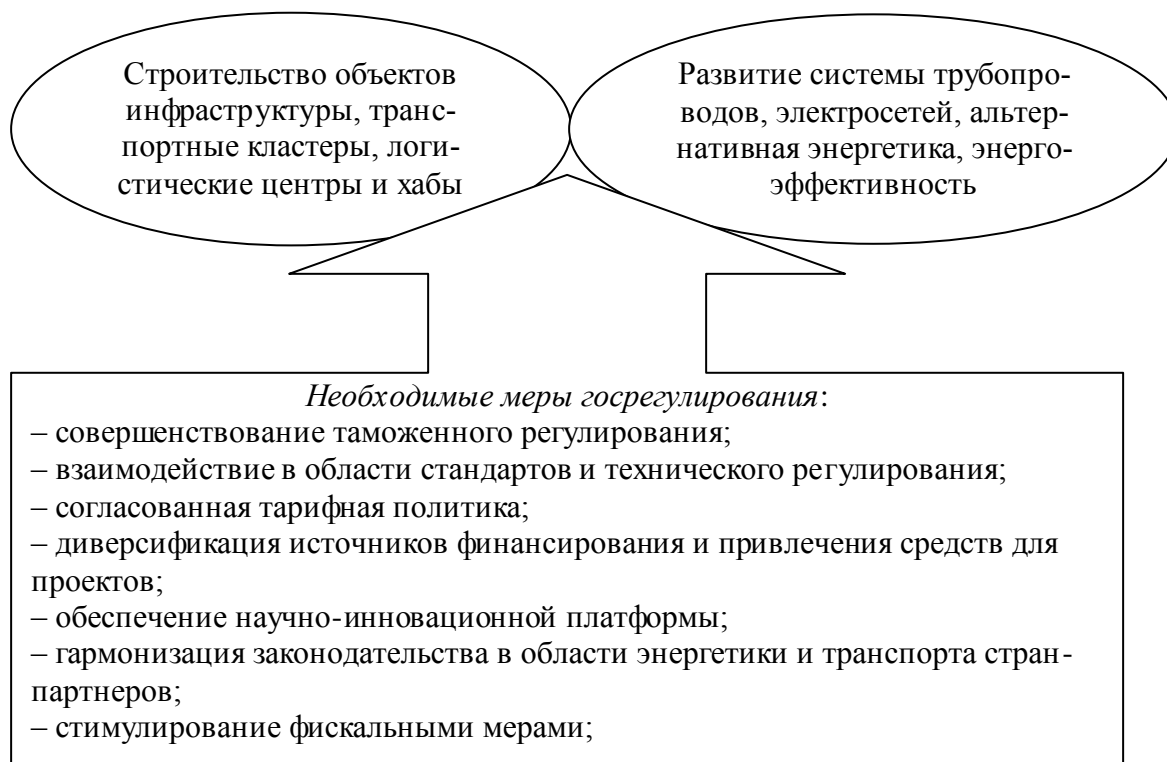 Строительство объектов
инфраструктуры, транс-
портные кластеры, логи-
стические центры и хабы
Развитие системы трубопро-
водов, электросетей, альтер-
нативная энергетика, энерго-
эффективность
Необходимые меры госрегулирования:
– совершенствование таможенного регулирования;
– взаимодействие в области стандартов и технического регулирования;
– согласованная тарифная политика;
– диверсификация источников финансирования и привлечения средств для
проектов;
– обеспечение научно-инновационной платформы;
– гармонизация законодательства в области энергетики и транспорта стран-
партнеров;
– стимулирование фискальными мерами;